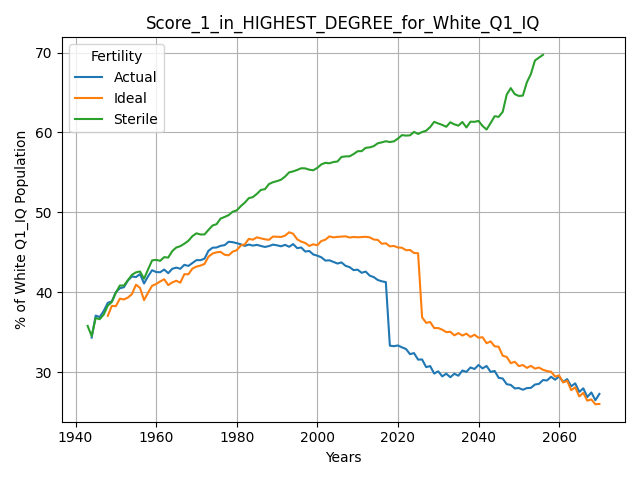 Score_1_in_HIGHEST_DEGREE_for_White_Q1_IQ
Fertility
Actual
Ideal
Sterile
% of White Q1_IQ Population
70
60
50
40
30
1940
1960
1980
2000
2020
2040
2060
Years